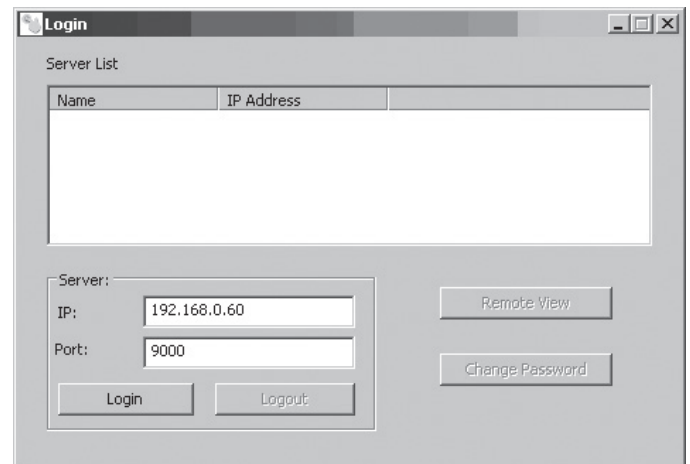 Login
Server List
Name IP Address
Server:
IP: 192.168.0.60
Remote View
Port: 9000
Change Password
Login Logout